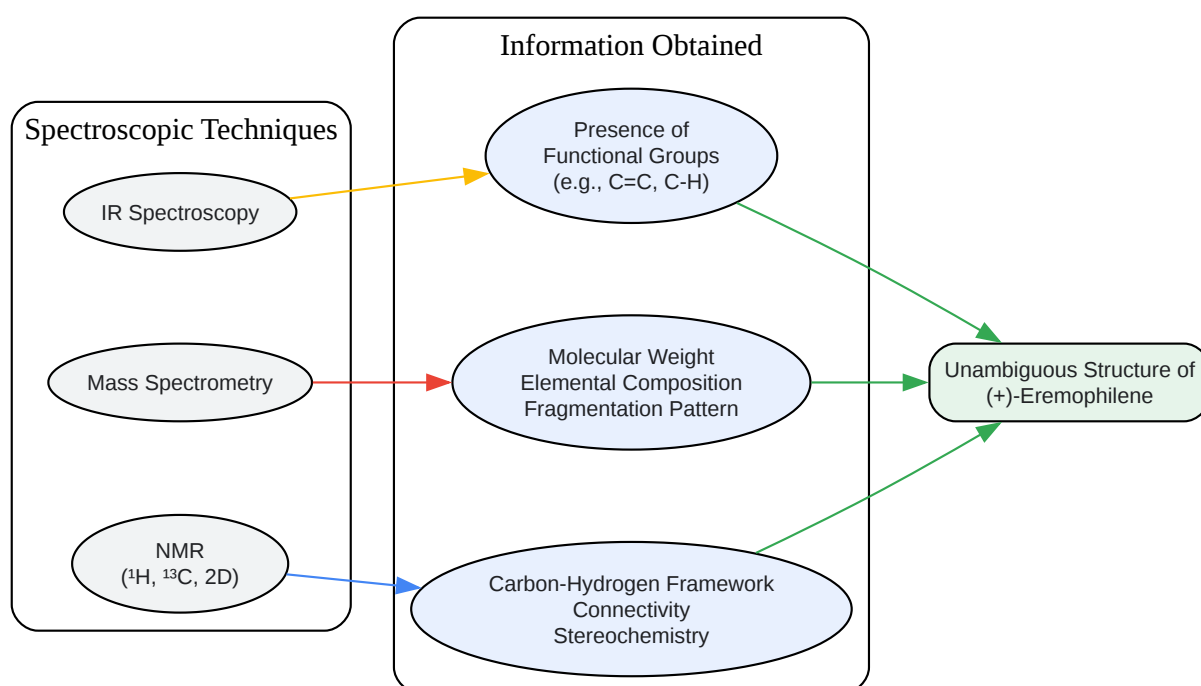 Spectroscopic Techniques
IR Spectroscopy
Mass Spectrometry
NMR
(¹H, ¹³C, 2D)
Information Obtained
Presence of
Functional Groups
(e.g., C=C, C-H)
Molecular Weight
Elemental Composition
Fragmentation Pattern
Carbon-Hydrogen Framework
Connectivity
Stereochemistry
Unambiguous Structure of
(+)-Eremophilene